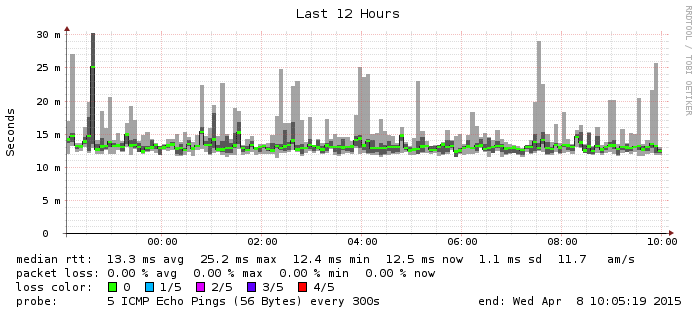 Last 12 Hours
RRDTOOL / TOBI OETIKER
Seconds
30 m
25 m
20 m
15 m
10 m
5 m
0
00:00 02:00 04:00 06:00 08:00 10:00
median rtt: 13.3 ms avg 25.2 ms max 12.4 ms min 12.5 ms now 1.1 ms sd 11.7 am/s
packet loss: 0.00 % avg 0.00 % max 0.00 % min 0.00 % now
loss color: 0 1/5 2/5 3/5 4/5
probe: 5 ICMP Echo Pings (56 Bytes) every 300s end: Wed Apr 8 10:05:19 2015